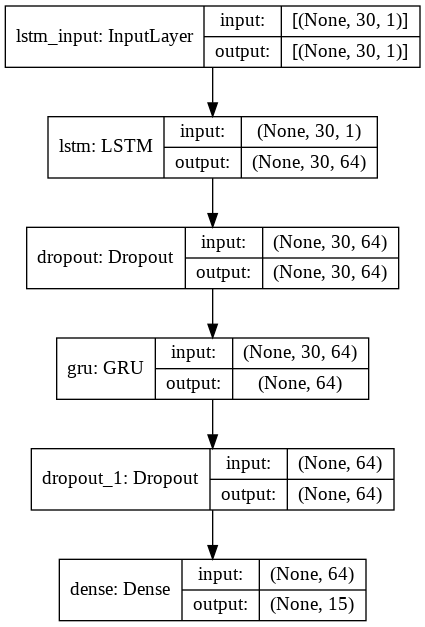 lstm_input: InputLayer
input: [(None, 30, 1)]
output: [(None, 30, 1)]
lstm: LSTM
input: (None, 30, 1)
output: (None, 30, 64)
dropout: Dropout
input: (None, 30, 64)
output: (None, 30, 64)
gru: GRU
input: (None, 30, 64)
output: (None, 64)
dropout_1: Dropout
input: (None, 64)
output: (None, 64)
dense: Dense
input: (None, 64)
output: (None, 15)